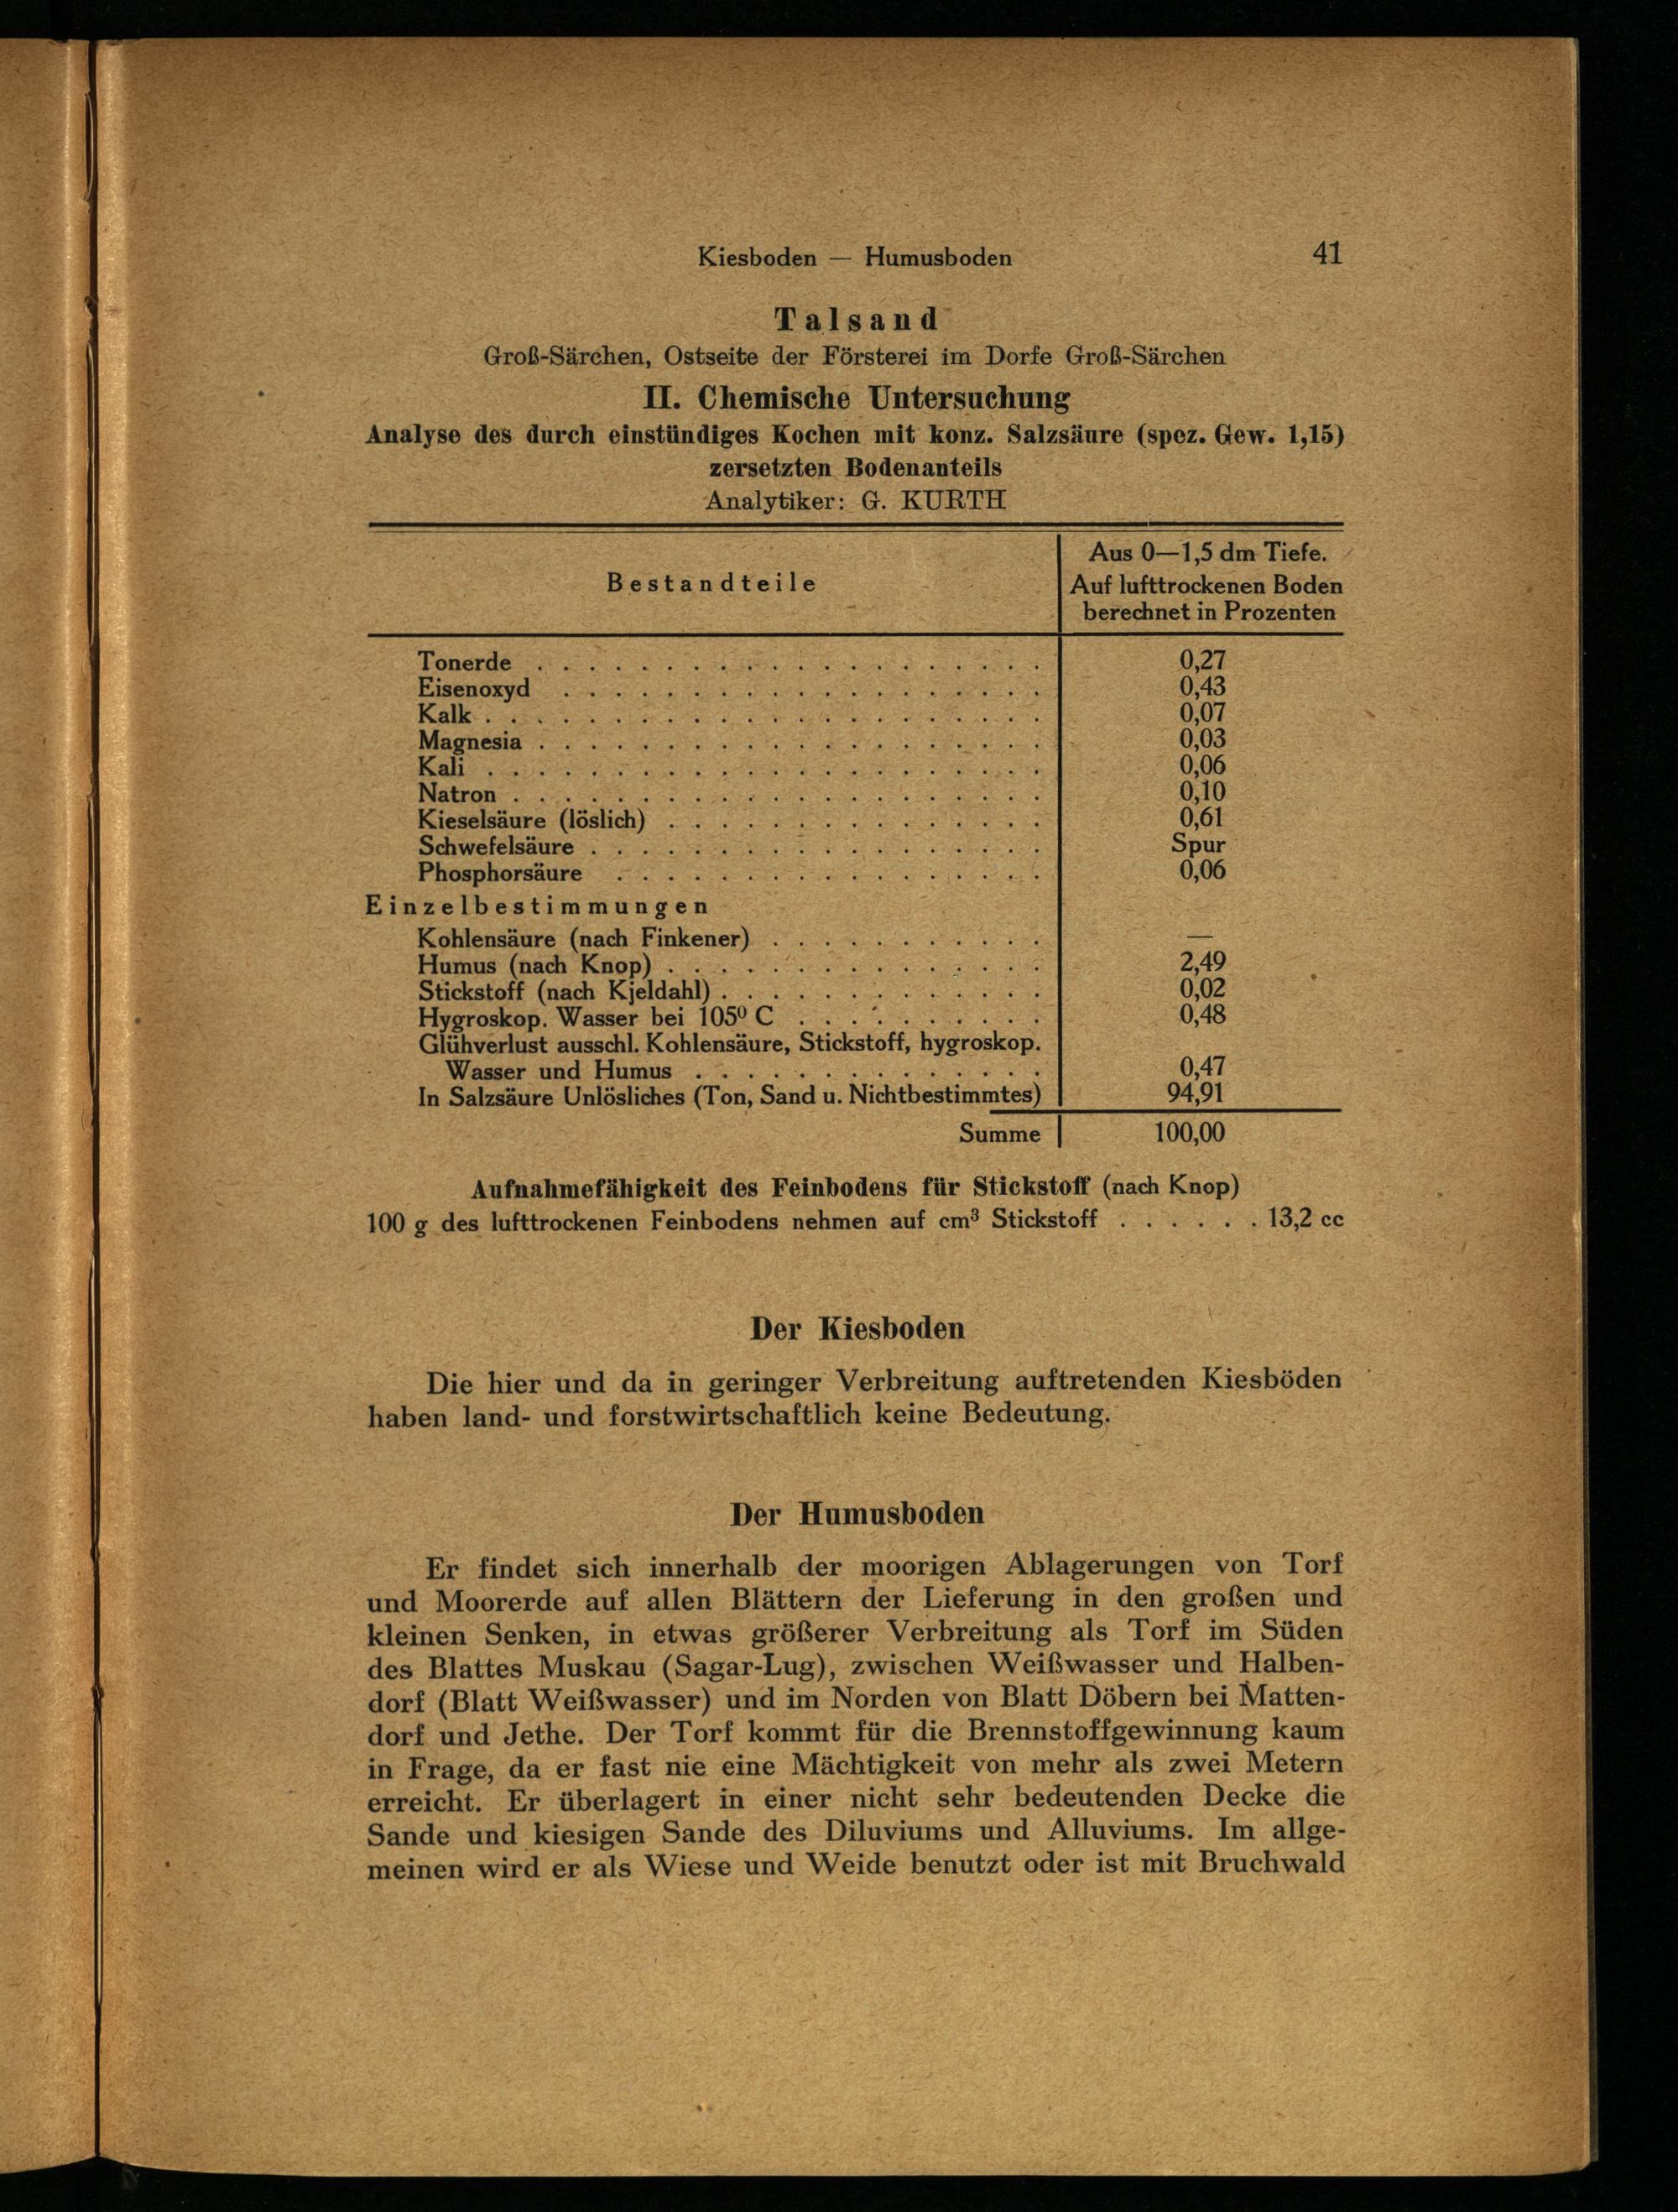 Kiesboden — Humusboden 41
Talsand
Groß-Särchen, Ostseite der Försterei im Dorfe Groß-Särchen
II. Chemische Untersuchung
Analyse des durch einstündiges Kochen mit konz. Salzsäure (spez. Gew. 1,15)
zersetzten Bodenanteils
Analytiker: G. KURTH
Bestandteile
Aus 0—1,5 dm Tiefe.
Auf lufttrockenen Boden
berechnet in Prozenten
Tonerde . . . . . . . . . . . . . . . . . . . . 0,27
Eisenoxyd . . . . . . . . . . . . . . . . . . . 0,43
Kalk . . . . . . . . . . . . . . . . . . . . . . 0,07
Magnesia . . . . . . . . . . . . . . . . . . . . 0,03
Kali . . . . . . . . . . . . . . . . . . . . . . 0,06
Natron . . . . . . . . . . . . . . . . . . . . . 0,10
Kieselsäure (löslich) . . . . . . . . . . . . . . . 0,61
Schwefelsäure . . . . . . . . . . . . . . . . . . Spur
Phosphorsäure . . . . . . . . . . . . . . . . . 0,06
Einzelbestimmungen
Kohlensäure (nach Finkener) . . . . . . . . . . . —
Humus (nach Knop) . . . . . . . . . . . . . . . 2,49
Stickstoff (nach Kjeldahl) . . . . . . . . . . . . . 0,02
Hygroskop. Wasser bei 105⁰ C . . . . . . . . . . 0,48
Glühverlust ausschl. Kohlensäure, Stickstoff, hygroskop.
Wasser und Humus . . . . . . . . . . . . . . 0,47
In Salzsäure Unlösliches (Ton, Sand u. Nichtbestimmtes) 94,91
Summe 100,00
Aufnahmefähigkeit des Feinbodens für Stickstoff (nach Knop)
100 g des lufttrockenen Feinbodens nehmen auf cm³ Stickstoff . . . . . . 13,2 cc
Der Kiesboden
Die hier und da in geringer Verbreitung auftretenden Kiesböden
haben land- und forstwirtschaftlich keine Bedeutung.
Der Humusboden
Er findet sich innerhalb der moorigen Ablagerungen von Torf
und Moorerde auf allen Blättern der Lieferung in den großen und
kleinen Senken, in etwas größerer Verbreitung als Torf im Süden
des Blattes Muskau (Sagar-Lug), zwischen Weißwasser und Halben-
dorf (Blatt Weißwasser) und im Norden von Blatt Döbern bei Matten-
dorf und Jethe. Der Torf kommt für die Brennstoffgewinnung kaum
in Frage, da er fast nie eine Mächtigkeit von mehr als zwei Metern
erreicht. Er überlagert in einer nicht sehr bedeutenden Decke die
Sande und kiesigen Sande des Diluviums und Alluviums. Im allge-
meinen wird er als Wiese und Weide benutzt oder ist mit Bruchwald